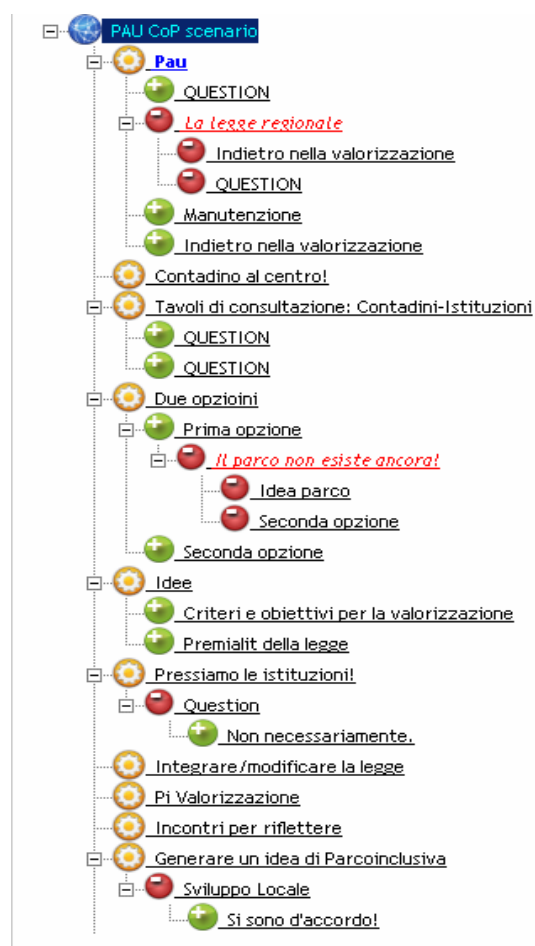 PAU CoP scenario
Pau
QUESTION
La legge regionale
Indietro nella valorizzazione
QUESTION
Manutenzione
Indietro nella valorizzazione
Contadino al centro!
Tavoli di consultazione: Contadini-Istituzioni
QUESTION
QUESTION
Due opzioini
Prima opzione
Il parco non esiste ancora!
Idea parco
Seconda opzione
Seconda opzione
Idee
Criteri e obiettivi per la valorizzazione
Premialit della legge
Pressiamo le istituzioni!
Question
Non necessariamente.
Integrare/modificare la legge
Pi Valorizzazione
Incontri per riflettere
Generare un idea di Parcoinclusiva
Sviluppo Locale
Si sono d'accordo!